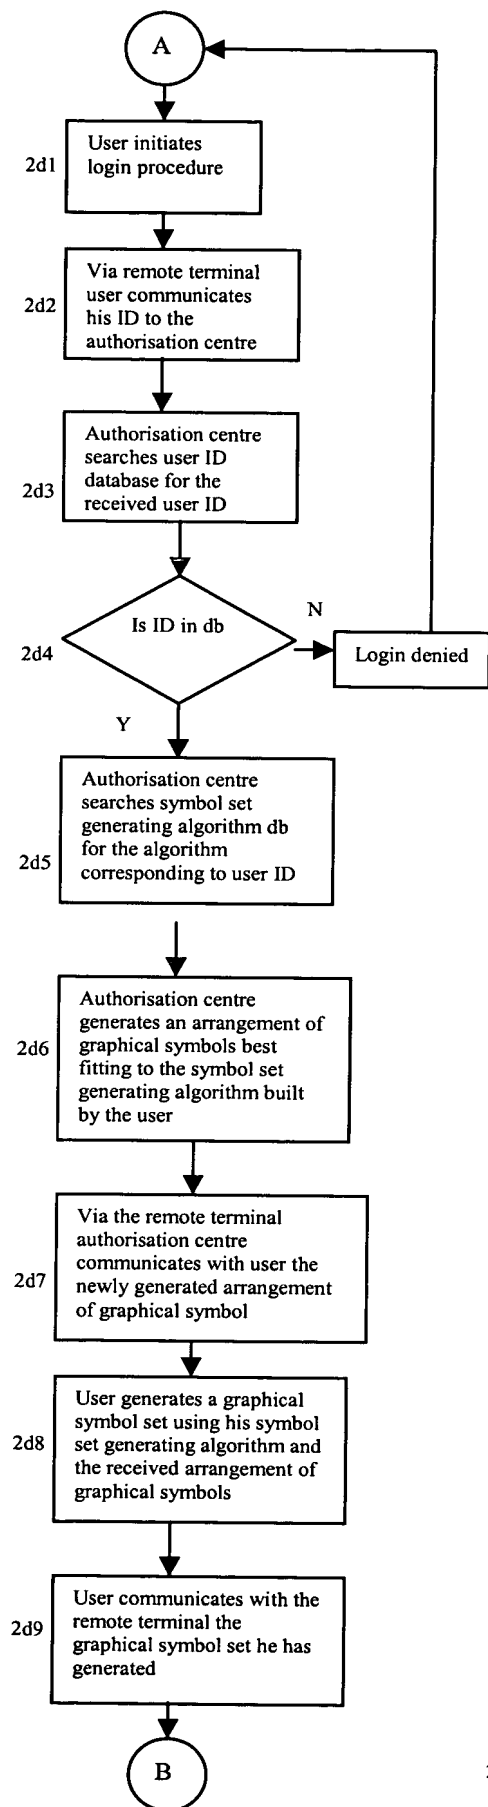 A
User initiates
login procedure
2d1
Via remote terminal
user communicates
his ID to the
authorisation centre
2d2
Authorisation centre
searches user ID
database for the
received user ID
2d3
Is ID in db
N
2d4
Login denied
Y
Authorisation centre
searches symbol set
generating algorithm db
for the algorithm
corresponding to user ID
2d5
Authorisation centre
generates an arrangement of
graphical symbols best
fitting to the symbol set
generating algorithm built
by the user
2d6
Via the remote terminal
authorisation centre
communicates with user the
newly generated arrangement
of graphical symbol
2d7
User generates a graphical
symbol set using his symbol
set generating algorithm and
the received arrangement of
graphical symbols
2d8
User communicates with the
remote terminal the
graphical symbol set he has
generated
2d9
B